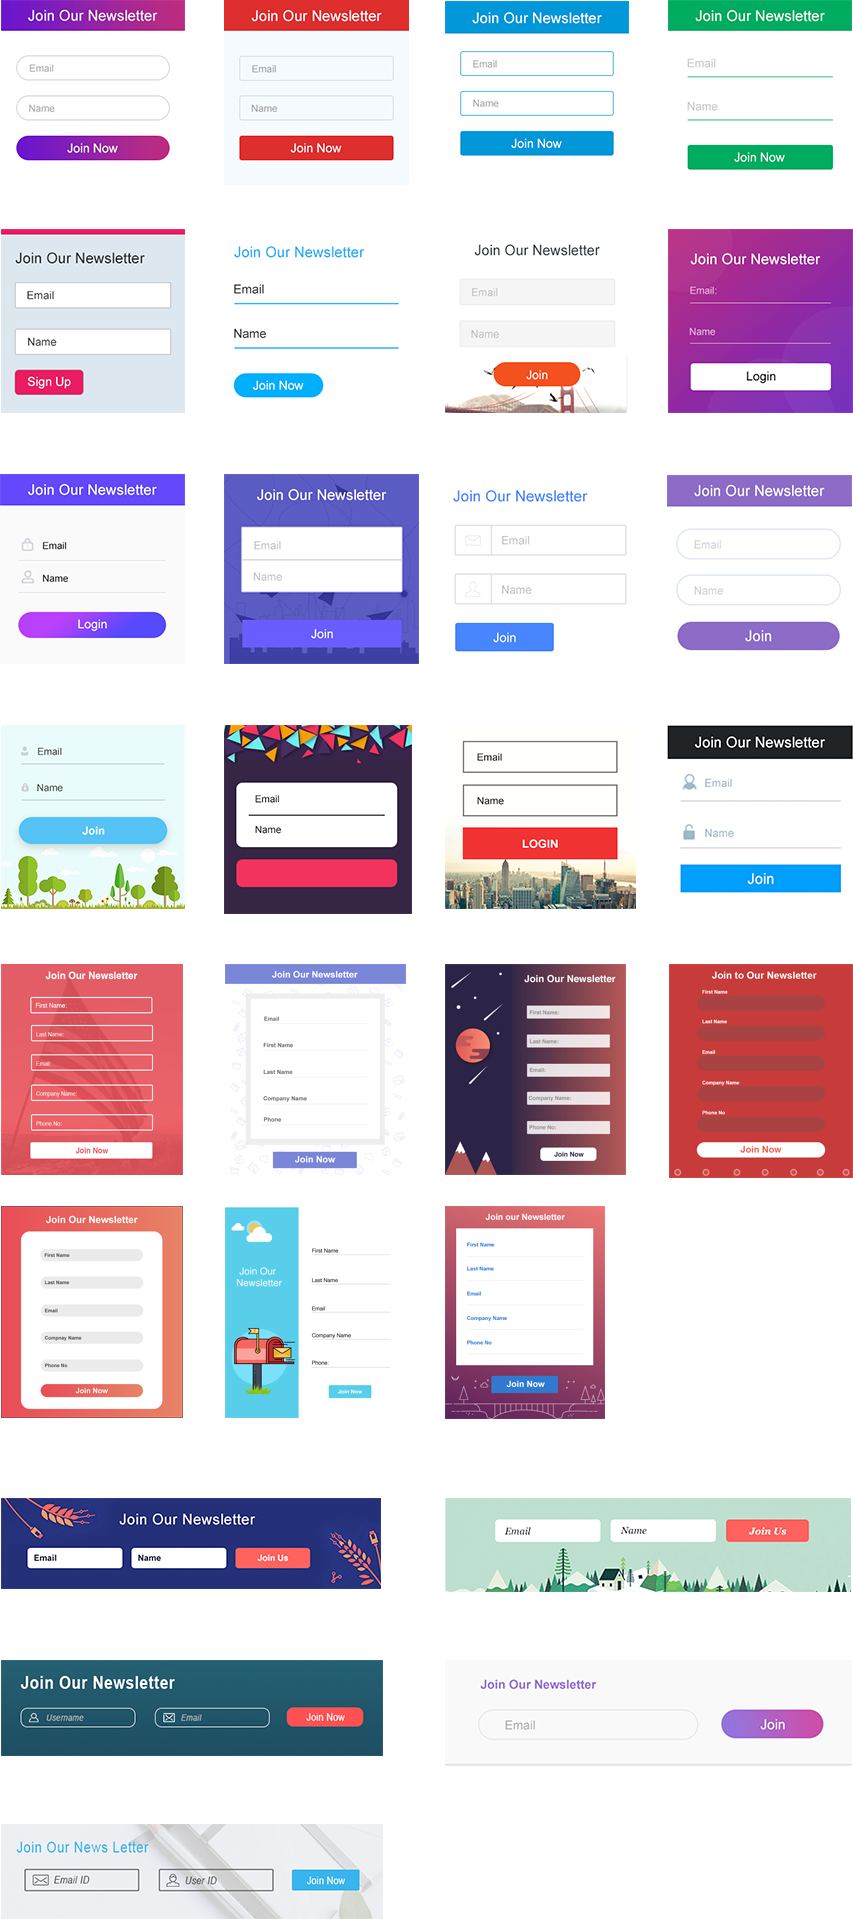 Join Our Newsletter
Email
Name
Join Now
Join Our Newsletter
Email
Name
Join Now
Join Our Newsletter
Email
Name
Join Now
Join Our Newsletter
Email
Name
Join Now
Join Our Newsletter
Email
Name
Sign Up
Join Our Newsletter
Email
Name
Join Now
Join Our Newsletter
Email
Name
Join
Join Our Newsletter
Email:
Name
Login
Join Our Newsletter
Email
Name
Login
Join Our Newsletter
Email
Name
Join
Join Our Newsletter
Email
Name
Join
Join Our Newsletter
Email
Name
Join
Email
Name
Join
Email
Name
Email
Name
LOGIN
Join Our Newsletter
Email
Name
Join
Join Our Newsletter
First Name:
Last Name:
Email:
Company Name:
Phone No:
Join Now
Join Our Newsletter
Email
First Name
Last Name
Company Name
Phone
Join Now
Join Our Newsletter
First Name:
Last Name:
Email:
Company Name:
Phone No:
Join Now
Join to Our Newsletter
First Name
Last Name
Email
Company Name
Phone No
Join Now
Join Our Newsletter
First Name
Last Name
Email
Compnay Name
Phone No
Join Now
Join Our
Newsletter
First Name
Last Name
Email
Company Name
Phone:
Join Now
Join our Newsletter
First Name
Last Name
Email
Company Name
Phone No
Join Now
Join Our Newsletter
Email
Name
Join Us
Email
Name
Join Us
Join Our Newsletter
Username
Email
Join Now
Join Our Newsletter
Email
Join
Join Our News Letter
Email ID
User ID
Join Now